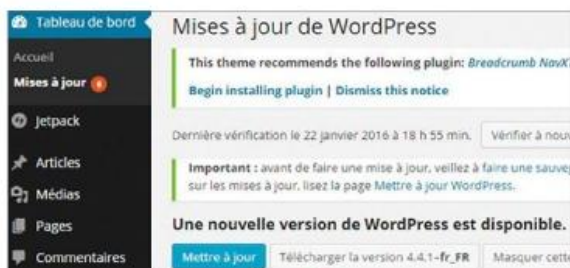 Tableau de bord
Accueil
Mises à jour
Jetpack
Articles
Médias
Pages
Commentaires
Mises à jour de WordPress
This theme recommends the following plugin: Breadcrumb NavXT
Begin installing plugin | Dismiss this notice
Dernière vérification le 22 janvier 2016 à 18 h 55 min.
Vérifier à nouv
Important : avant de faire une mise à jour, veillez à faire une sauveg
sur les mises à jour, lisez la page Mettre à jour WordPress.
Une nouvelle version de WordPress est disponible.
Mettre à jour
Télécharger la version 4.4.1–fr_FR
Masquer cette